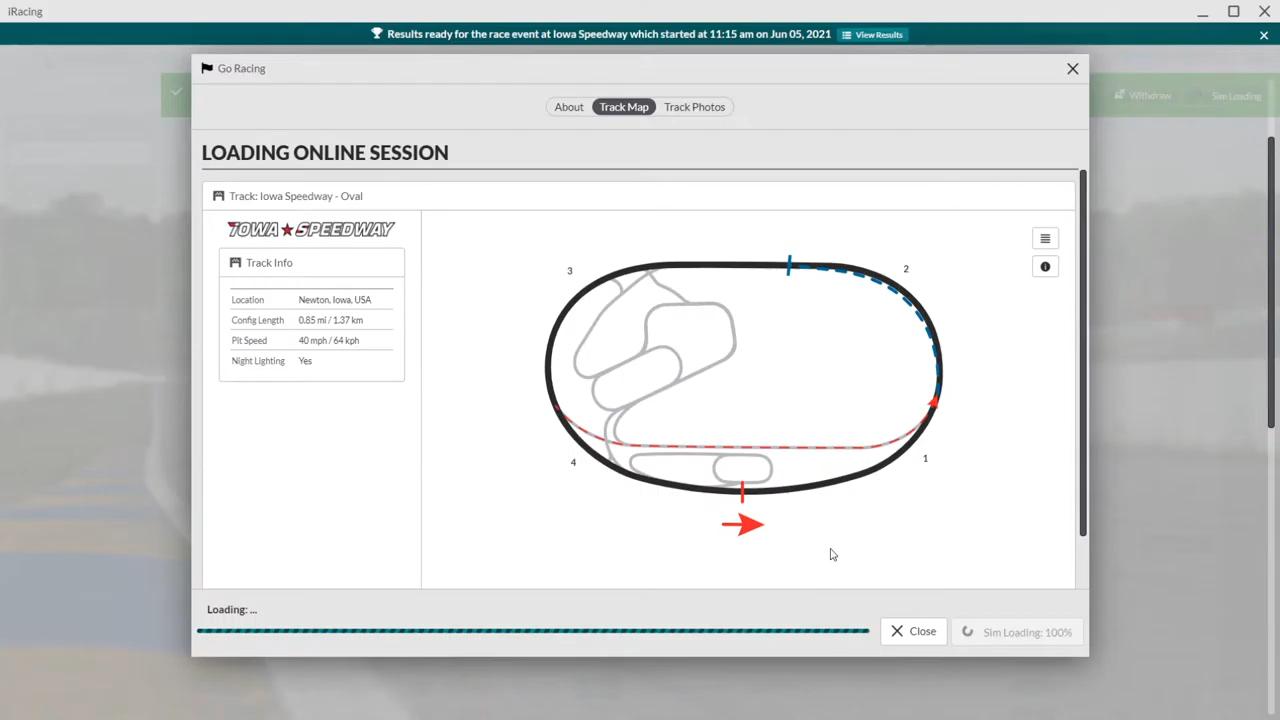 iRacing
Results ready for the race event at Iowa Speedway which started at 11:15 am on Jun 05, 2021 View Results
Go Racing
Withdraw Sim Loading
About Track Map Track Photos
LOADING ONLINE SESSION
Track: Iowa Speedway - Oval
IOWA SPEEDWAY
Track Info
Location Newton, Iowa, USA
Config Length 0.85 mi / 1.37 km
Pit Speed 40 mph / 64 kph
Night Lighting Yes
3
2
4
1
Loading: ...
Close
Sim Loading: 100%